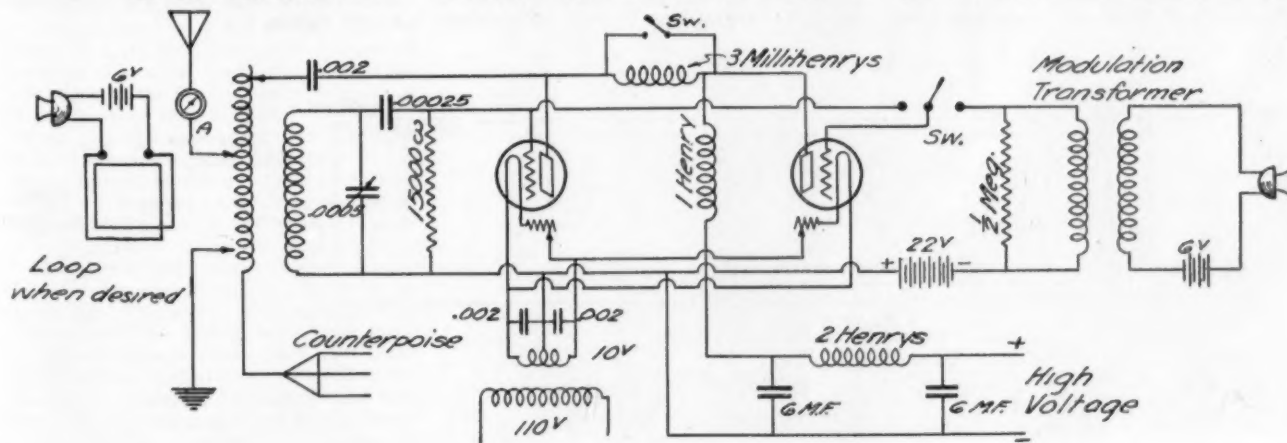 6V
A
Loop
when desired
.002
.00025
.0005
15000 ω
Counterpoise
Sw.
3 Millihenrys
1 Henry
Sw.
Modulation
Transformer
½ Meg.
+ 22V -
6V
.002
.002
10V
110V
2 Henrys
6 M.F.
6 M.F.
+
High
Voltage
-